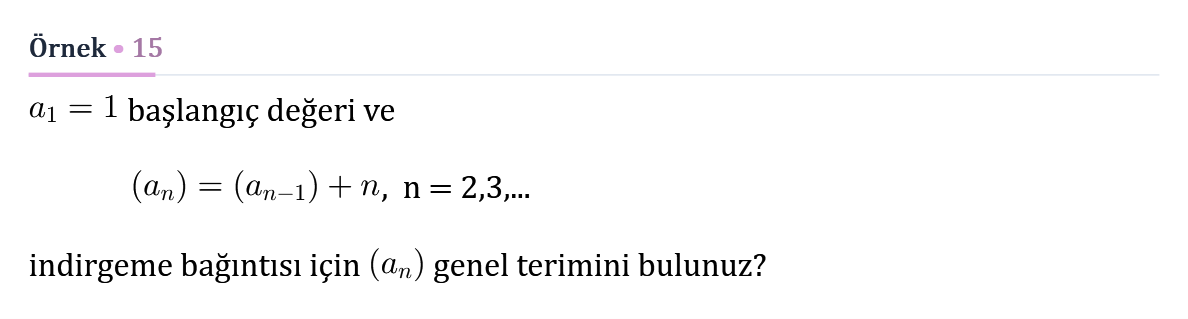 Örnek • 15
a₁ = 1 başlangıç değeri ve
(aₙ) = (aₙ₋₁) + n, n = 2,3,...
indirgeme bağıntısı için (aₙ) genel terimini bulunuz?